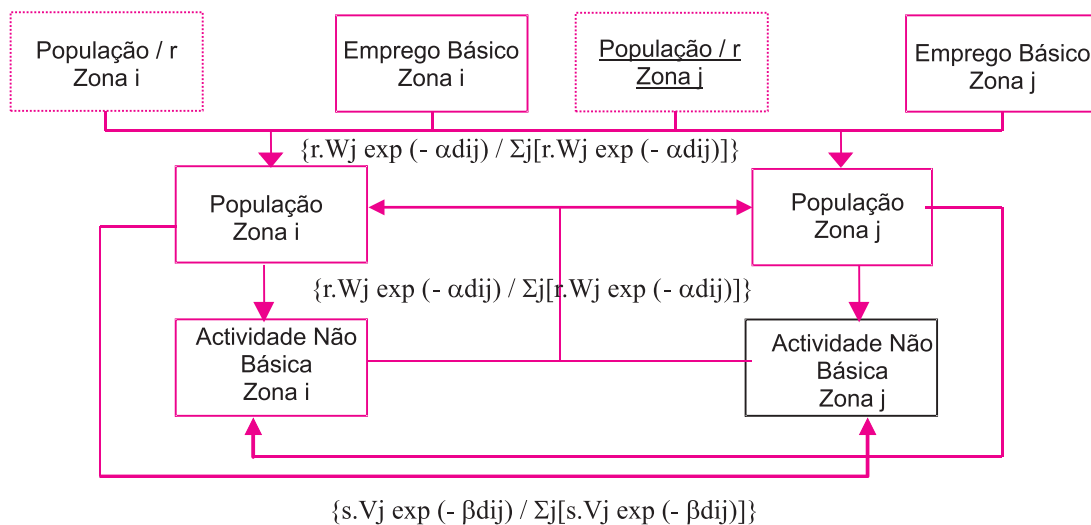 População / r
Zona i
Emprego Básico
Zona i
População / r
Zona j
Emprego Básico
Zona j
{r.Wj exp (- αdij) / Σj[r.Wj exp (- αdij)]}
População
Zona i
População
Zona j
{r.Wj exp (- αdij) / Σj[r.Wj exp (- αdij)]}
Actividade Não
Básica
Zona i
Actividade Não
Básica
Zona j
{s.Vj exp (- βdij) / Σj[s.Vj exp (- βdij)]}